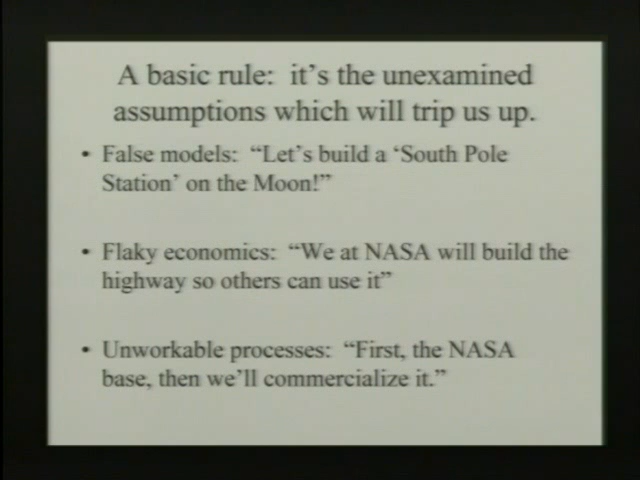 A basic rule:  it's the unexamined
assumptions which will trip us up.
• False models:  “Let's build a ‘South Pole
Station’ on the Moon!”
• Flaky economics:  “We at NASA will build the
highway so others can use it”
• Unworkable processes:  “First, the NASA
base, then we'll commercialize it.”